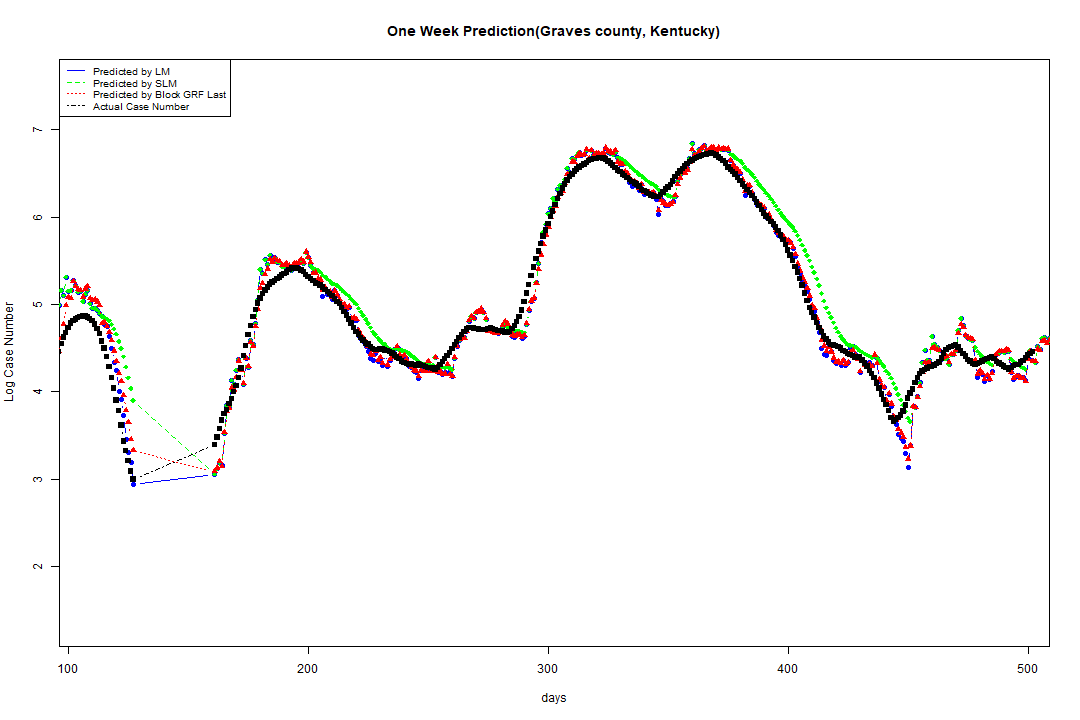 One Week Prediction(Graves county, Kentucky)
Predicted by LM
Predicted by SLM
Predicted by Block GRF Last
Actual Case Number
7
6
5
4
3
2
Log Case Number
100 200 300 400 500
days